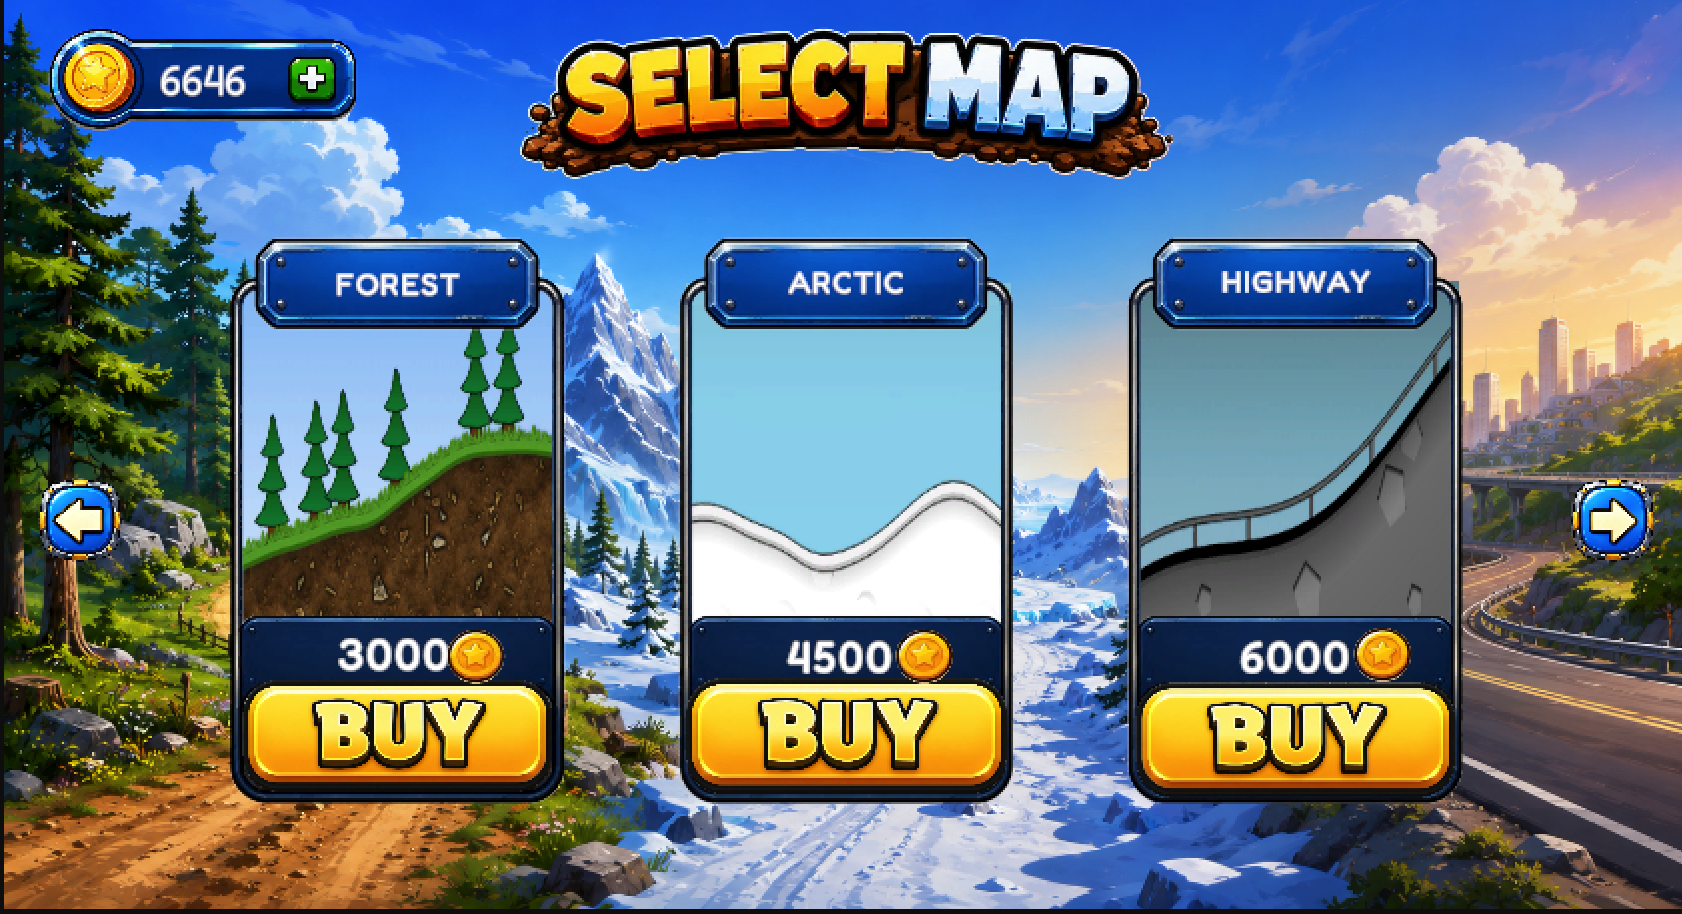 6646
SELECT MAP
FOREST
ARCTIC
HIGHWAY
3000
4500
6000
BUY
BUY
BUY